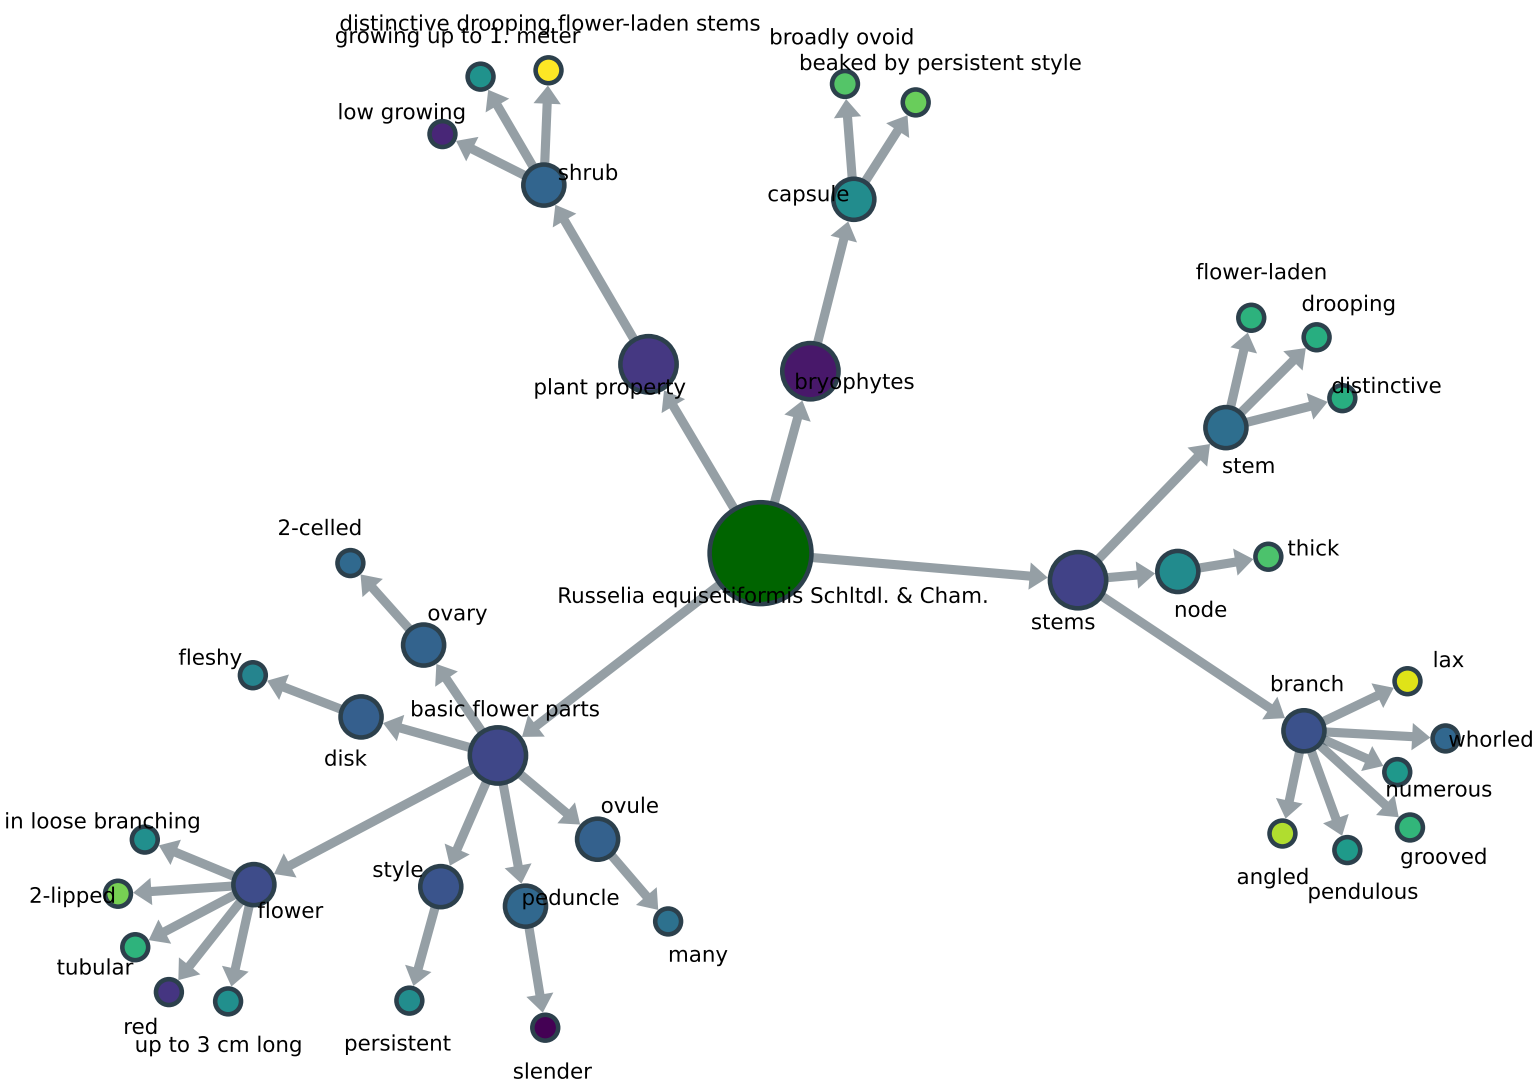 distinctive drooping flower-laden stems
growing up to 1. meter
broadly ovoid
beaked by persistent style
low growing
shrub
capsule
flower-laden
drooping
plant property
bryophytes
distinctive
stem
2-celled
thick
Russelia equisetiformis Schltdl. & Cham.
node
ovary
stems
fleshy
lax
branch
basic flower parts
whorled
disk
numerous
ovule
in loose branching
grooved
style
angled
2-lipped
peduncle
pendulous
flower
many
tubular
red
up to 3 cm long
persistent
slender